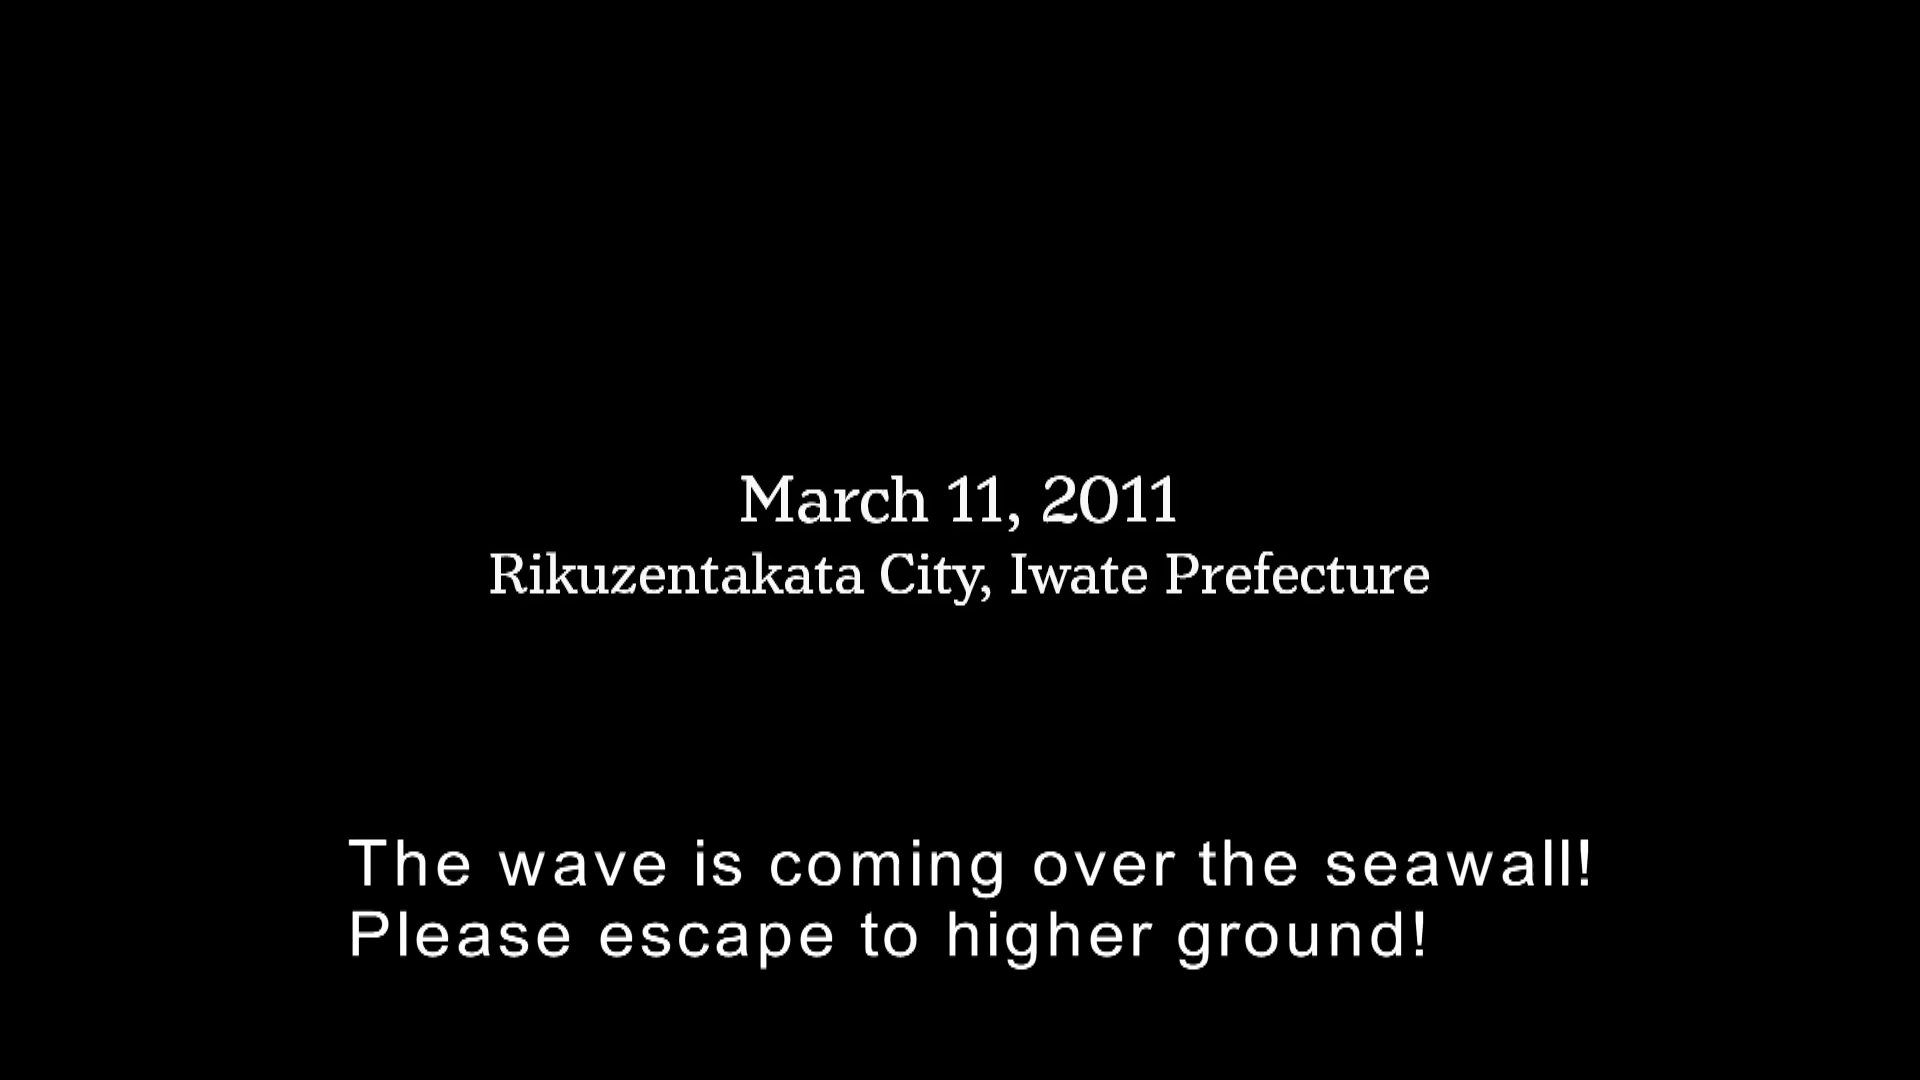 March 11, 2011
Rikuzentakata City, Iwate Prefecture
The wave is coming over the seawall!
Please escape to higher ground!